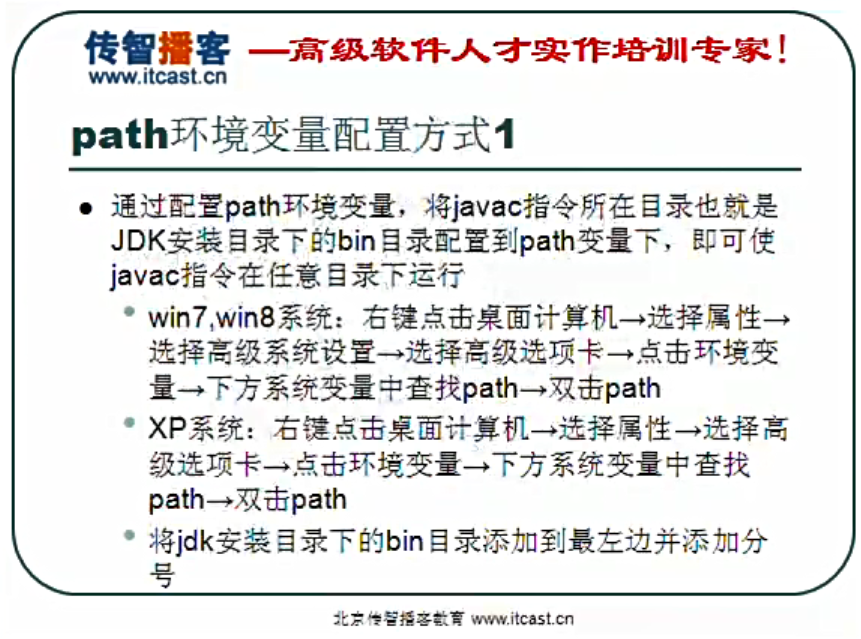 传智播客 —高级软件人才实作培训专家!
www.itcast.cn
path环境变量配置方式1
● 通过配置path环境变量，将javac指令所在目录也就是
JDK安装目录下的bin目录配置到path变量下，即可使
javac指令在任意目录下运行
• win7,win8系统：右键点击桌面计算机→选择属性→
选择高级系统设置→选择高级选项卡→点击环境变
量→下方系统变量中查找path→双击path
• XP系统：右键点击桌面计算机→选择属性→选择高
级选项卡→点击环境变量→下方系统变量中查找
path→双击path
• 将jdk安装目录下的bin目录添加到最左边并添加分
号
北京传智播客教育 www.itcast.cn